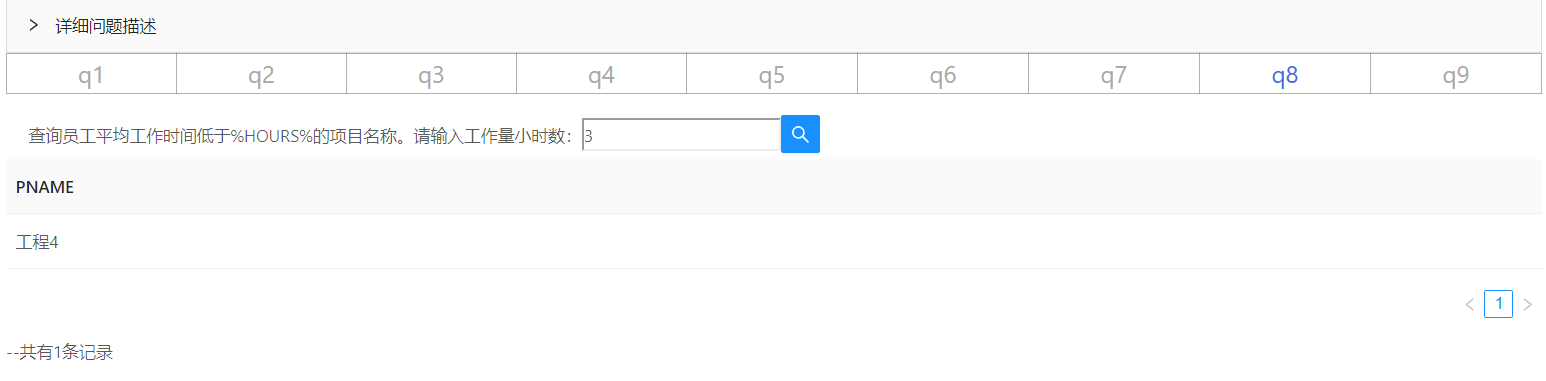 详细问题描述
q1 q2 q3 q4 q5 q6 q7 q8 q9
查询员工平均工作时间低于%HOURS%的项目名称。请输入工作量小时数： 3
PNAME
工程4
1
--共有1条记录